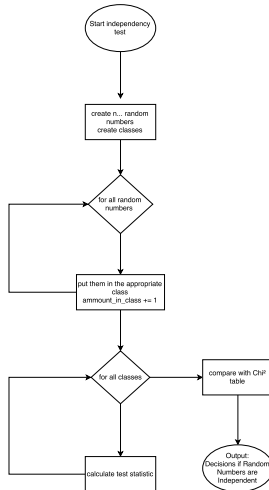 Start independency
test
create n... random
numbers
create classes
for all random
numbers
put them in the appropriate
class
ammount_in_class += 1
for all classes
compare with Chi²
table
calculate test statistic
Output:
Decisions if Random
Numbers are
Independent